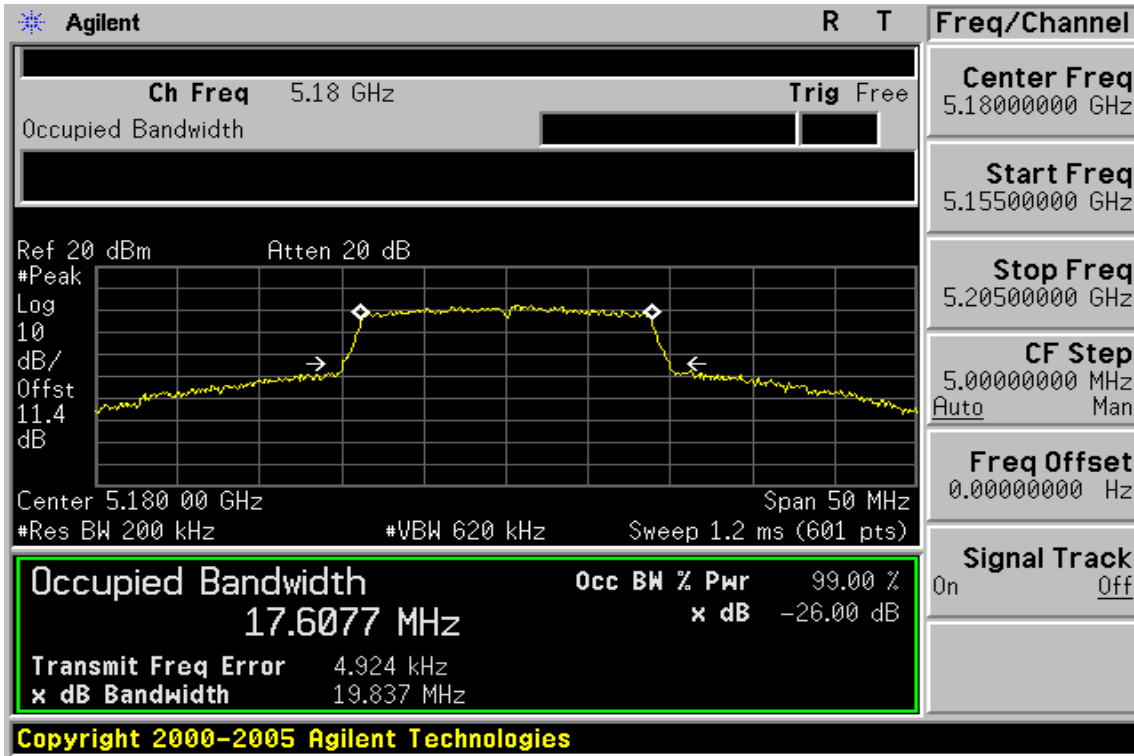 Agilent R T
Ch Freq 5.18 GHz Trig Free
Occupied Bandwidth
Ref 20 dBm Atten 20 dB
#Peak
Log
10
dB/
Offst
11.4
dB
Center 5.180 00 GHz Span 50 MHz
#Res BW 200 kHz #VBW 620 kHz Sweep 1.2 ms (601 pts)
Occupied Bandwidth
17.6077 MHz
Occ BW % Pwr 99.00 %
x dB -26.00 dB
Transmit Freq Error 4.924 kHz
x dB Bandwidth 19.837 MHz
Copyright 2000-2005 Agilent Technologies
Freq/Channel
Center Freq
5.18000000 GHz
Start Freq
5.15500000 GHz
Stop Freq
5.20500000 GHz
CF Step
5.00000000 MHz
Auto Man
Freq Offset
0.00000000 Hz
Signal Track
On Off